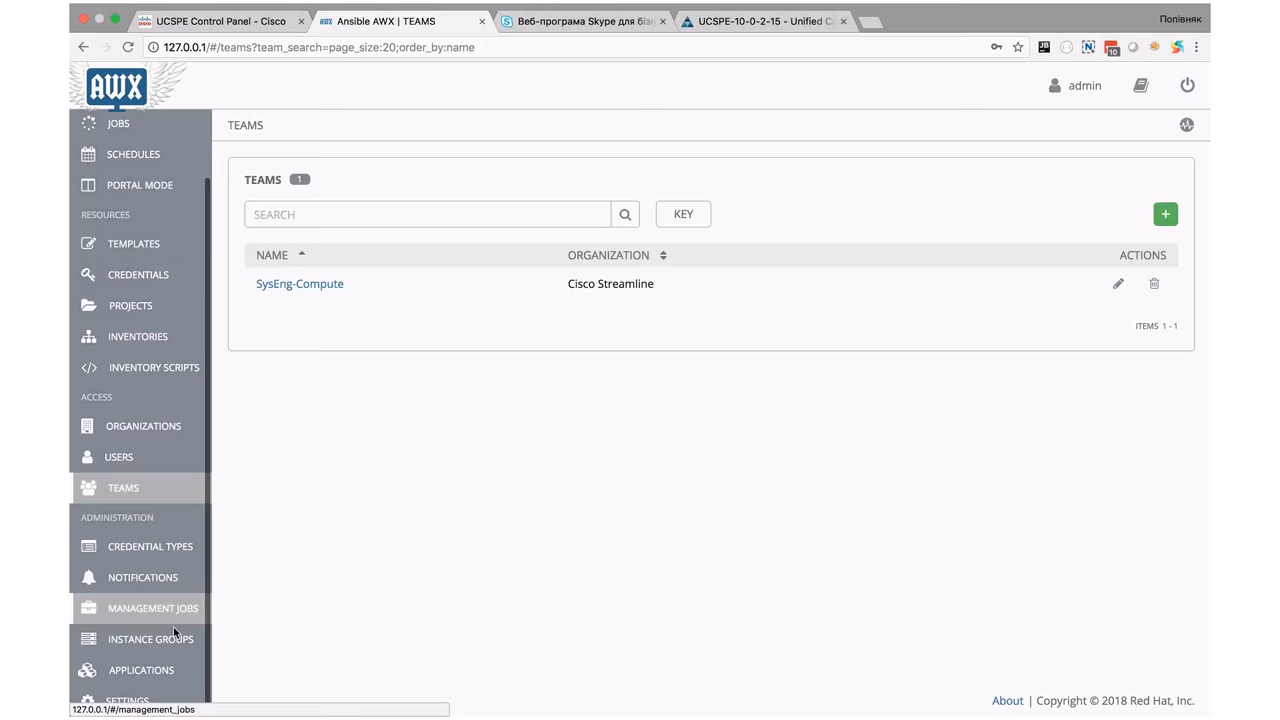 UCSPE Control Panel - Cisco
Ansible AWX | TEAMS
Веб-програма Skype для бізн
UCSPE-10-0-2-15 - Unified C
Попівняк
127.0.0.1/#/teams?team_search=page_size:20;order_by:name
10
AWX
admin
JOBS
SCHEDULES
PORTAL MODE
RESOURCES
TEMPLATES
CREDENTIALS
PROJECTS
INVENTORIES
INVENTORY SCRIPTS
ACCESS
ORGANIZATIONS
USERS
TEAMS
ADMINISTRATION
CREDENTIAL TYPES
NOTIFICATIONS
MANAGEMENT JOBS
INSTANCE GROUPS
APPLICATIONS
SETTINGS
127.0.0.1/#/management_jobs
TEAMS
TEAMS 1
SEARCH
KEY
+
NAME ORGANIZATION ACTIONS
SysEng-Compute Cisco Streamline
ITEMS 1 - 1
About | Copyright © 2018 Red Hat, Inc.